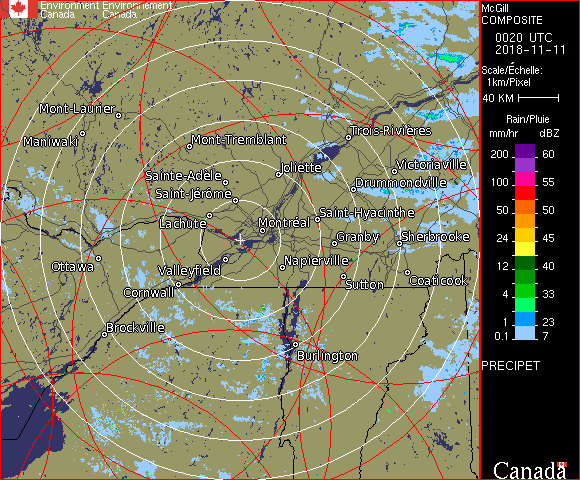 Environment Environnement
Canada Canada
McGill
COMPOSITE
0020 UTC
2018-11-11
Scale/Échelle:
1km/Pixel
40 KM
Rain/Pluie
mm/hr dBZ
200 60
100 55
50 50
24 45
12 40
4 33
1 23
0.1 7
PRECIPET
Canada
Mont-Laurier
Maniwaki
Mont-Tremblant
Trois-Rivières
Joliette
Victoriaville
Sainte-Adèle
Drummondville
Saint-Jérôme
Lachute
Saint-Hyacinthe
Montréal
Granby
Sherbrooke
Ottawa
Valleyfield
Napierville
Cornwall
Sutton
Coaticook
Brockville
Burlington